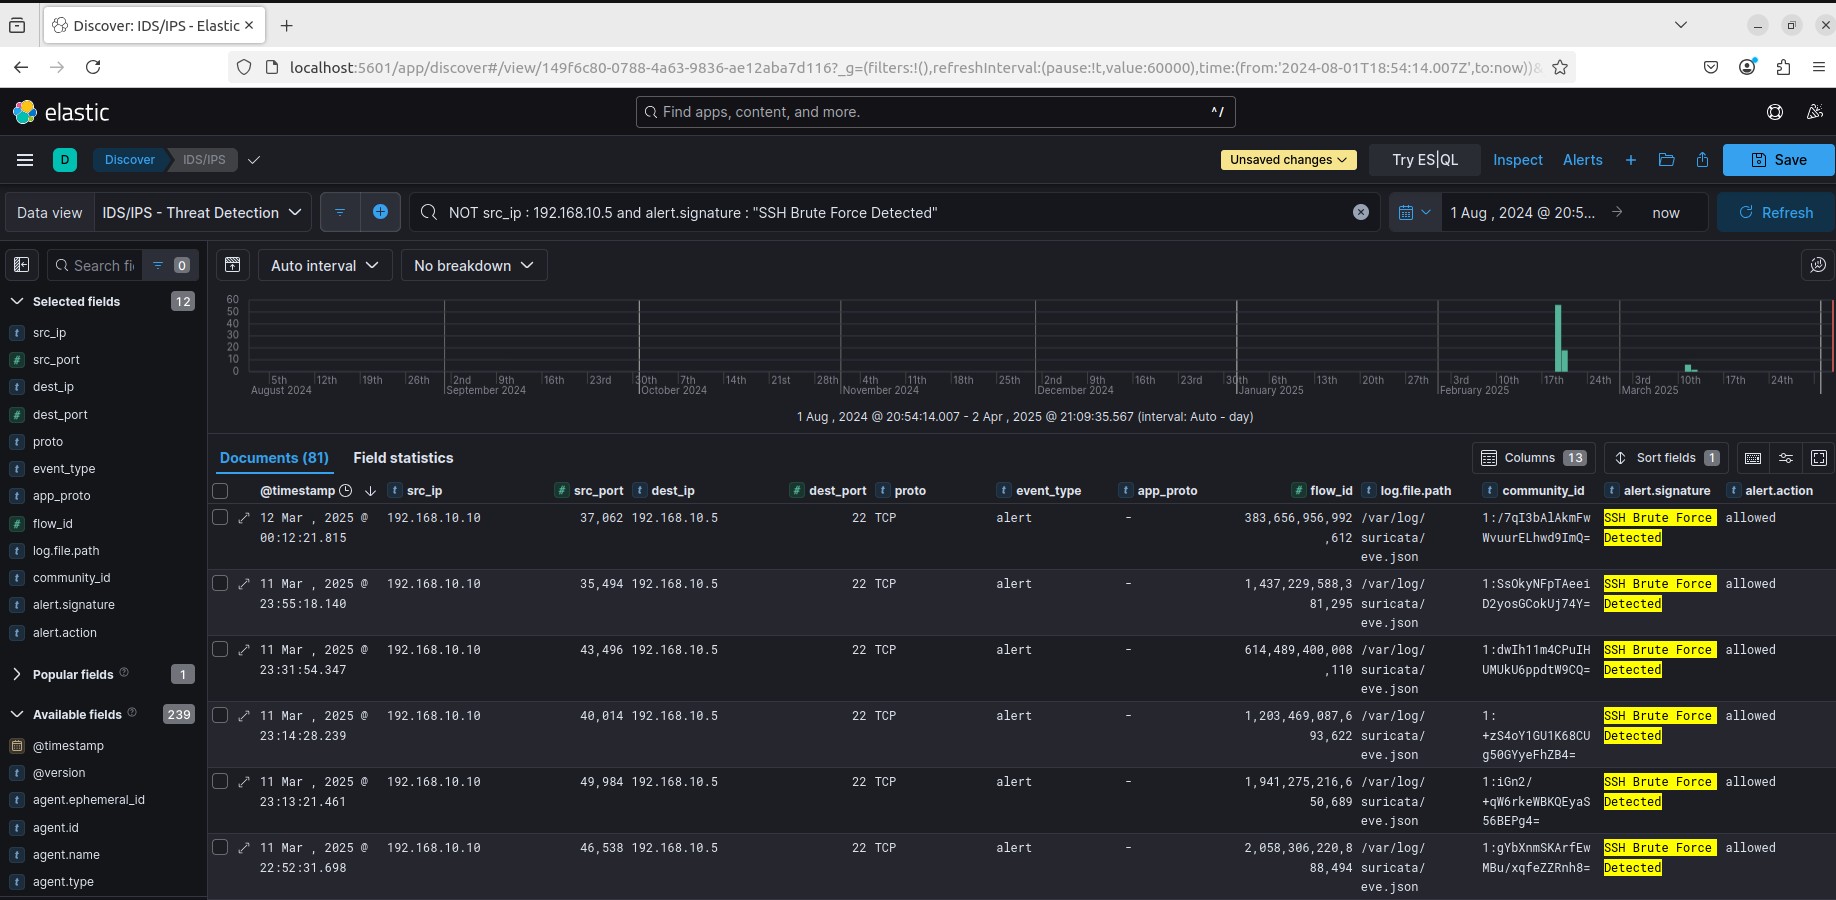 Discover: IDS/IPS - Elastic
localhost:5601/app/discover#/view/149f6c80-0788-4a63-9836-ae12aba7d116?_g=(filters:!(),refreshInterval:(pause:!t,value:60000),time:(from:'2024-08-01T18:54:14.007Z',to:now))&
elastic
Find apps, content, and more.
^/
D Discover IDS/IPS
Unsaved changes
Try ES|QL
Inspect
Alerts
Save
Data view IDS/IPS - Threat Detection
NOT src_ip : 192.168.10.5 and alert.signature : "SSH Brute Force Detected"
1 Aug , 2024 @ 20:5... → now
Refresh
Search fi 0
Selected fields 12
src_ip
src_port
dest_ip
dest_port
proto
event_type
app_proto
flow_id
log.file.path
community_id
alert.signature
alert.action
Popular fields 1
Available fields 239
@timestamp
@version
agent.ephemeral_id
agent.id
agent.name
agent.type
Auto interval
No breakdown
60
50
40
30
20
10
0
5th 12th 19th 26th 2nd 9th 16th 23rd 30th 7th 14th 21st 28th 4th 11th 18th 25th 2nd 9th 16th 23rd 30th 6th 13th 20th 27th 3rd 10th 17th 24th 3rd 10th 17th 24th
August 2024 September 2024 October 2024 November 2024 December 2024 January 2025 February 2025 March 2025
1 Aug , 2024 @ 20:54:14.007 - 2 Apr , 2025 @ 21:09:35.567 (interval: Auto - day)
Documents (81) Field statistics
Columns 13
Sort fields 1
@timestamp src_ip src_port dest_ip dest_port proto event_type app_proto flow_id log.file.path community_id alert.signature alert.action
12 Mar , 2025 @ 192.168.10.10 37,062 192.168.10.5 22 TCP alert - 383,656,956,992 /var/log/ 1:/7qI3bAlAkmFw SSH Brute Force allowed
00:12:21.815 ,612 suricata/ WvuurELhwd9ImQ= Detected
eve.json
11 Mar , 2025 @ 192.168.10.10 35,494 192.168.10.5 22 TCP alert - 1,437,229,588,3 /var/log/ 1:SsOkyNFpTAeei SSH Brute Force allowed
23:55:18.140 81,295 suricata/ D2yosGCokUj74Y= Detected
eve.json
11 Mar , 2025 @ 192.168.10.10 43,496 192.168.10.5 22 TCP alert - 614,489,400,008 /var/log/ 1:dwIh11m4CPuIH SSH Brute Force allowed
23:31:54.347 ,110 suricata/ UMUkU6ppdtW9CQ= Detected
eve.json
11 Mar , 2025 @ 192.168.10.10 40,014 192.168.10.5 22 TCP alert - 1,203,469,087,6 /var/log/ 1: SSH Brute Force allowed
23:14:28.239 93,622 suricata/ +zS4oY1GU1K68CU Detected
eve.json g50GYyeFhZB4=
11 Mar , 2025 @ 192.168.10.10 49,984 192.168.10.5 22 TCP alert - 1,941,275,216,6 /var/log/ 1:iGn2/ SSH Brute Force allowed
23:13:21.461 50,689 suricata/ +qW6rkeWBKQEyaS Detected
eve.json 56BEPg4=
11 Mar , 2025 @ 192.168.10.10 46,538 192.168.10.5 22 TCP alert - 2,058,306,220,8 /var/log/ 1:gYbXnmSKArfEw SSH Brute Force allowed
22:52:31.698 88,494 suricata/ MBu/xqfeZZRnh8= Detected
eve.json